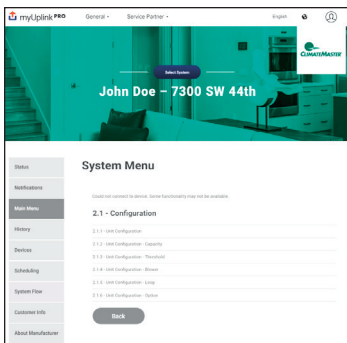 myUplink PRO General Service Partner English
Select System
CLIMATEMASTER
John Doe – 7300 SW 44th
System Menu
Status
Notifications
Main Menu
History
Devices
Scheduling
System Flow
Customer Info
About Manufacturer
Could not connect to device. Some functionality may not be available.
2.1 - Configuration
2.1.1 - Unit Configuration
2.1.2 - Unit Configuration - Capacity
2.1.3 - Unit Configuration - Threshold
2.1.4 - Unit Configuration - Blower
2.1.5 - Unit Configuration - Loop
2.1.6 - Unit Configuration - Option
Back